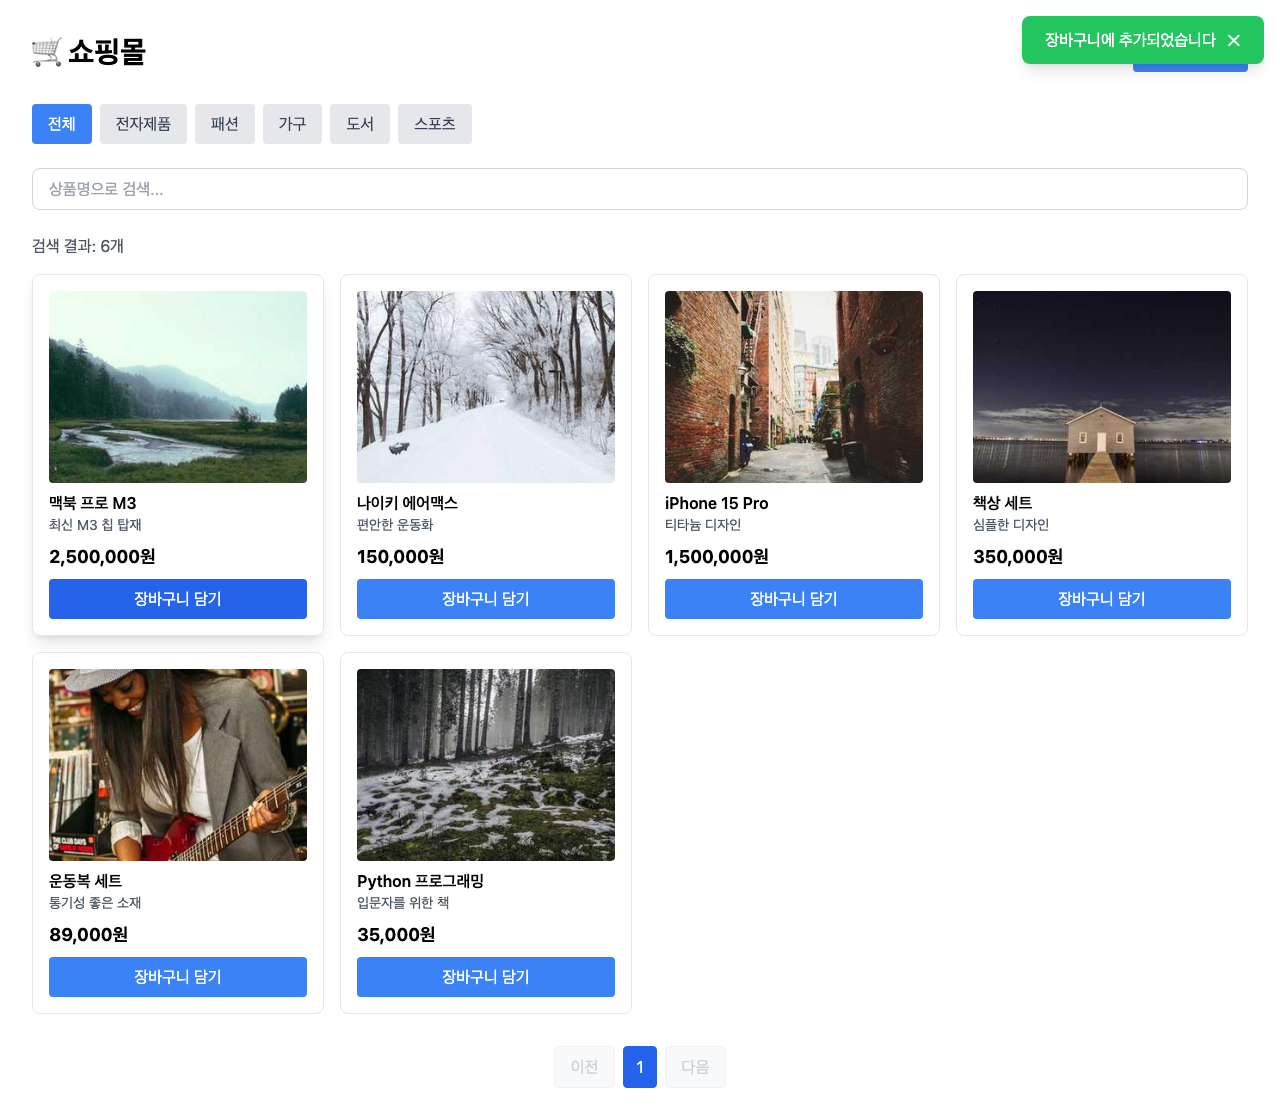 쇼핑몰
장바구니에 추가되었습니다 ×
전체 전자제품 패션 가구 도서 스포츠
상품명으로 검색...
검색 결과: 6개
맥북 프로 M3
최신 M3 칩 탑재
2,500,000원
장바구니 담기
나이키 에어맥스
편안한 운동화
150,000원
장바구니 담기
iPhone 15 Pro
티타늄 디자인
1,500,000원
장바구니 담기
책상 세트
심플한 디자인
350,000원
장바구니 담기
THE CLUB DAYS
운동복 세트
통기성 좋은 소재
89,000원
장바구니 담기
Python 프로그래밍
입문자를 위한 책
35,000원
장바구니 담기
이전 1 다음